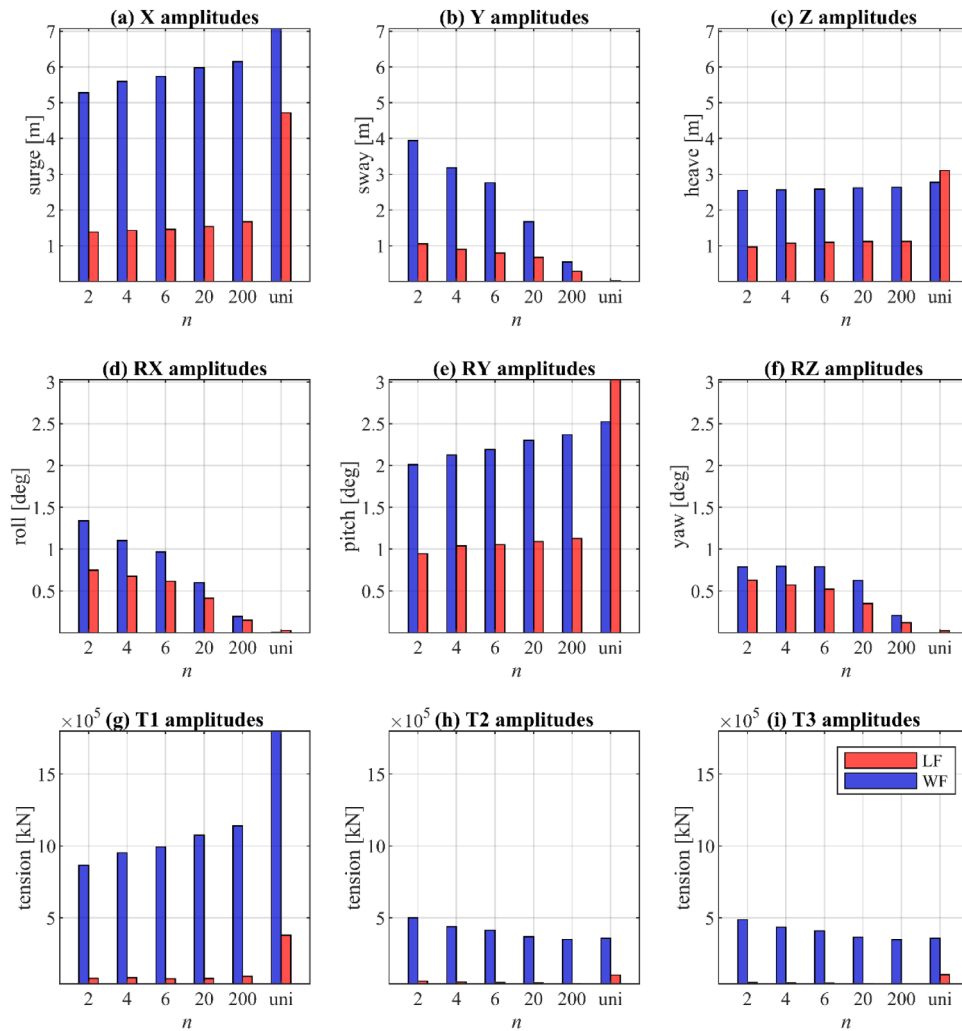 (a) X amplitudes
7
6
5
4
3
2
1
surge [m]
2 4 6 20 200 uni
n
(b) Y amplitudes
7
6
5
4
3
2
1
sway [m]
2 4 6 20 200 uni
n
(c) Z amplitudes
7
6
5
4
3
2
1
heave [m]
2 4 6 20 200 uni
n
(d) RX amplitudes
3
2.5
2
1.5
1
0.5
roll [deg]
2 4 6 20 200 uni
n
(e) RY amplitudes
3
2.5
2
1.5
1
0.5
pitch [deg]
2 4 6 20 200 uni
n
(f) RZ amplitudes
3
2.5
2
1.5
1
0.5
yaw [deg]
2 4 6 20 200 uni
n
×10^5 (g) T1 amplitudes
15
10
5
tension [kN]
2 4 6 20 200 uni
n
×10^5 (h) T2 amplitudes
15
10
5
tension [kN]
2 4 6 20 200 uni
n
×10^5 (i) T3 amplitudes
15
10
5
tension [kN]
LF
WF
2 4 6 20 200 uni
n